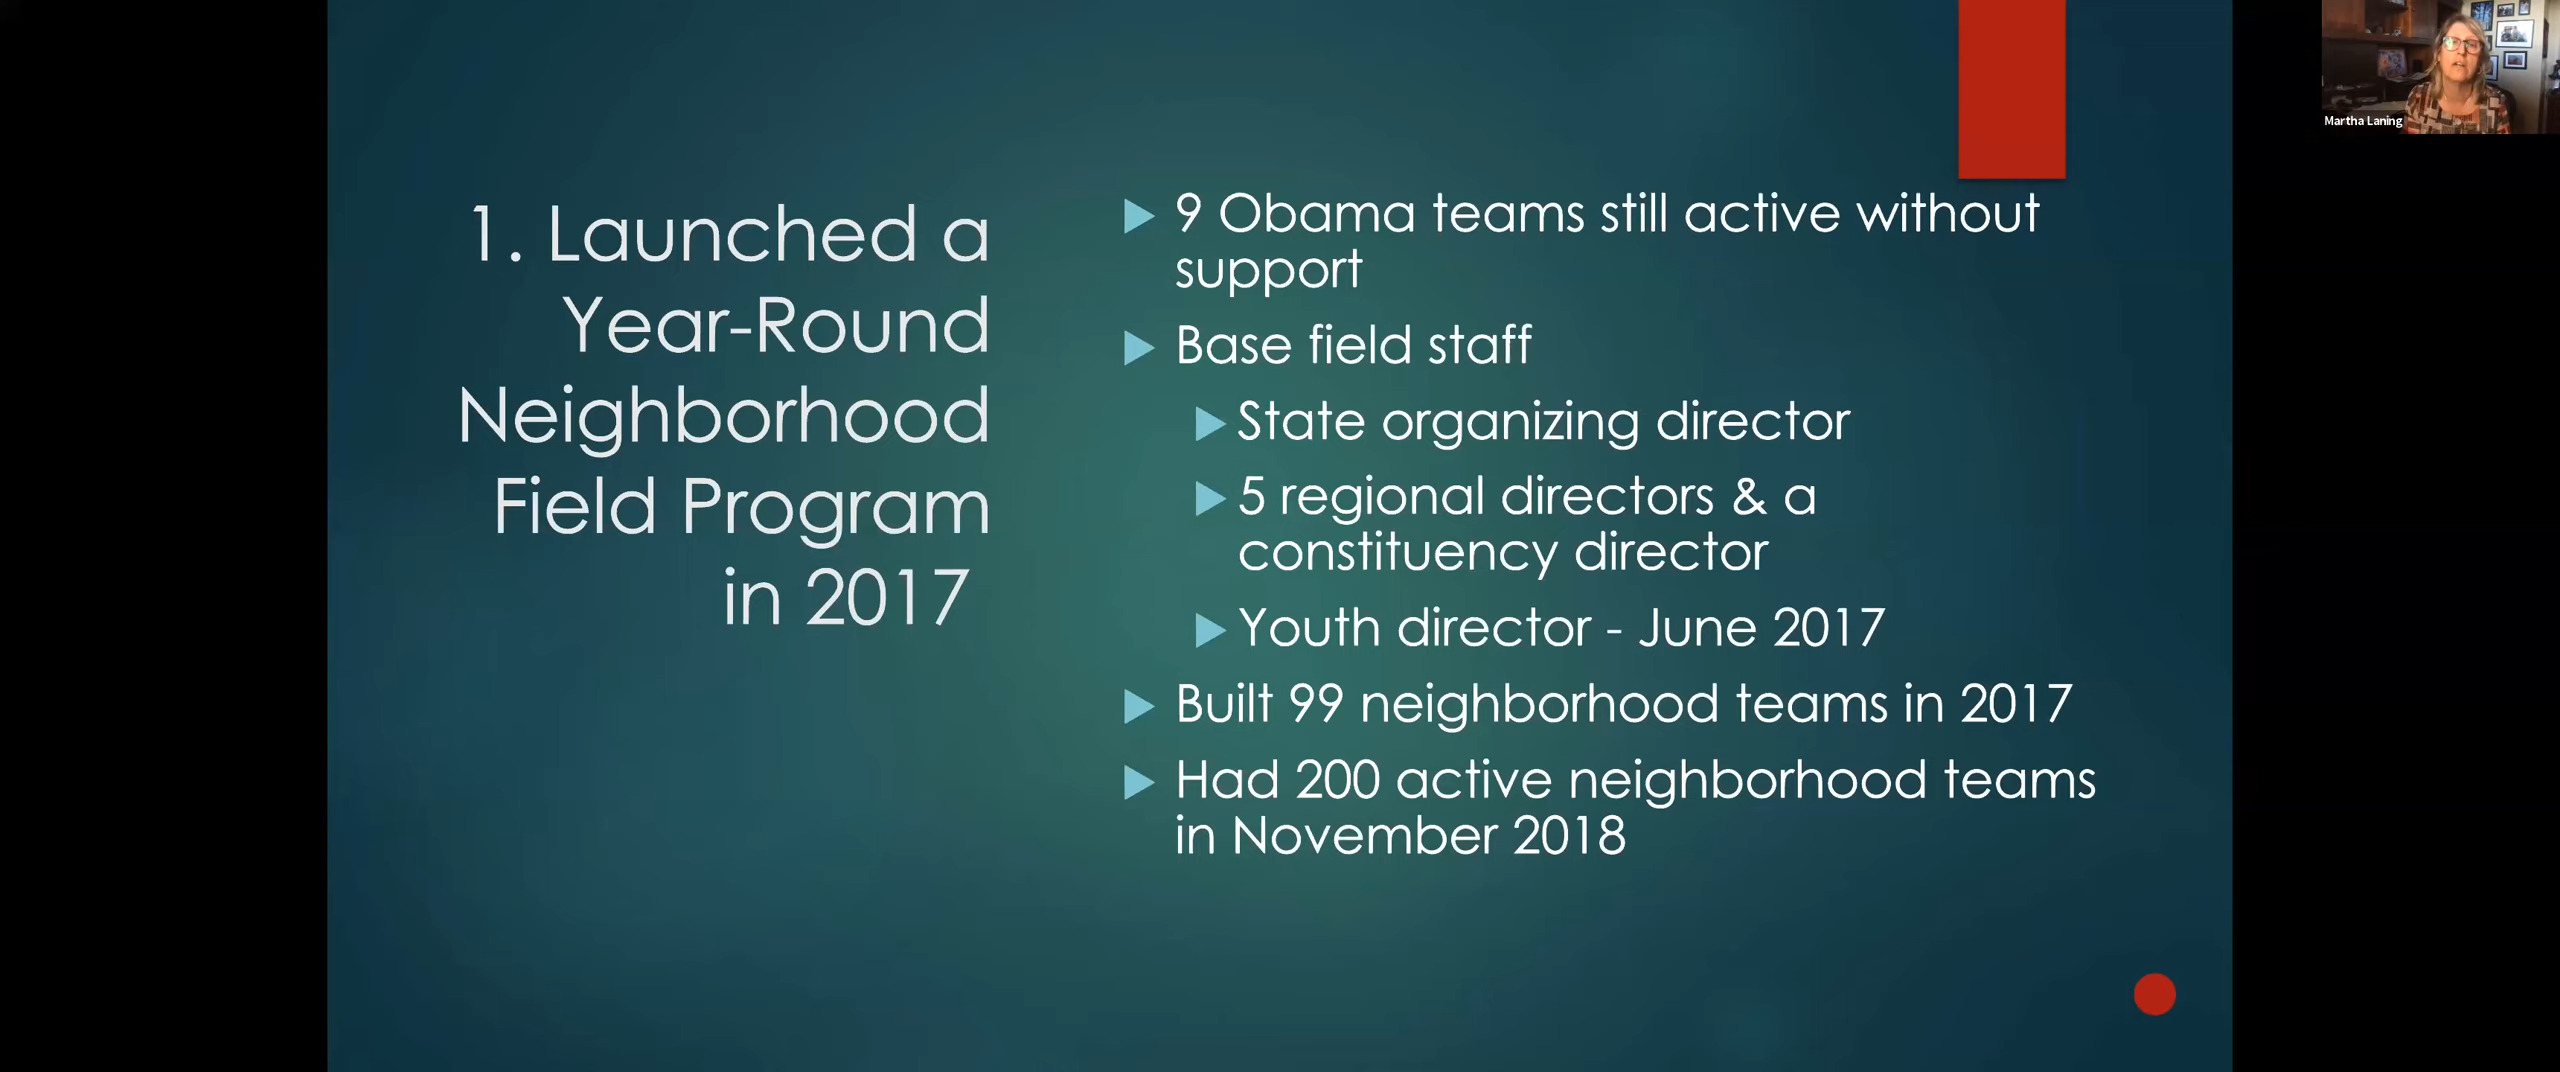 1. Launched a
Year-Round
Neighborhood
Field Program
in 2017
9 Obama teams still active without
support
Base field staff
State organizing director
5 regional directors & a
constituency director
Youth director - June 2017
Built 99 neighborhood teams in 2017
Had 200 active neighborhood teams
in November 2018
Martha Laning